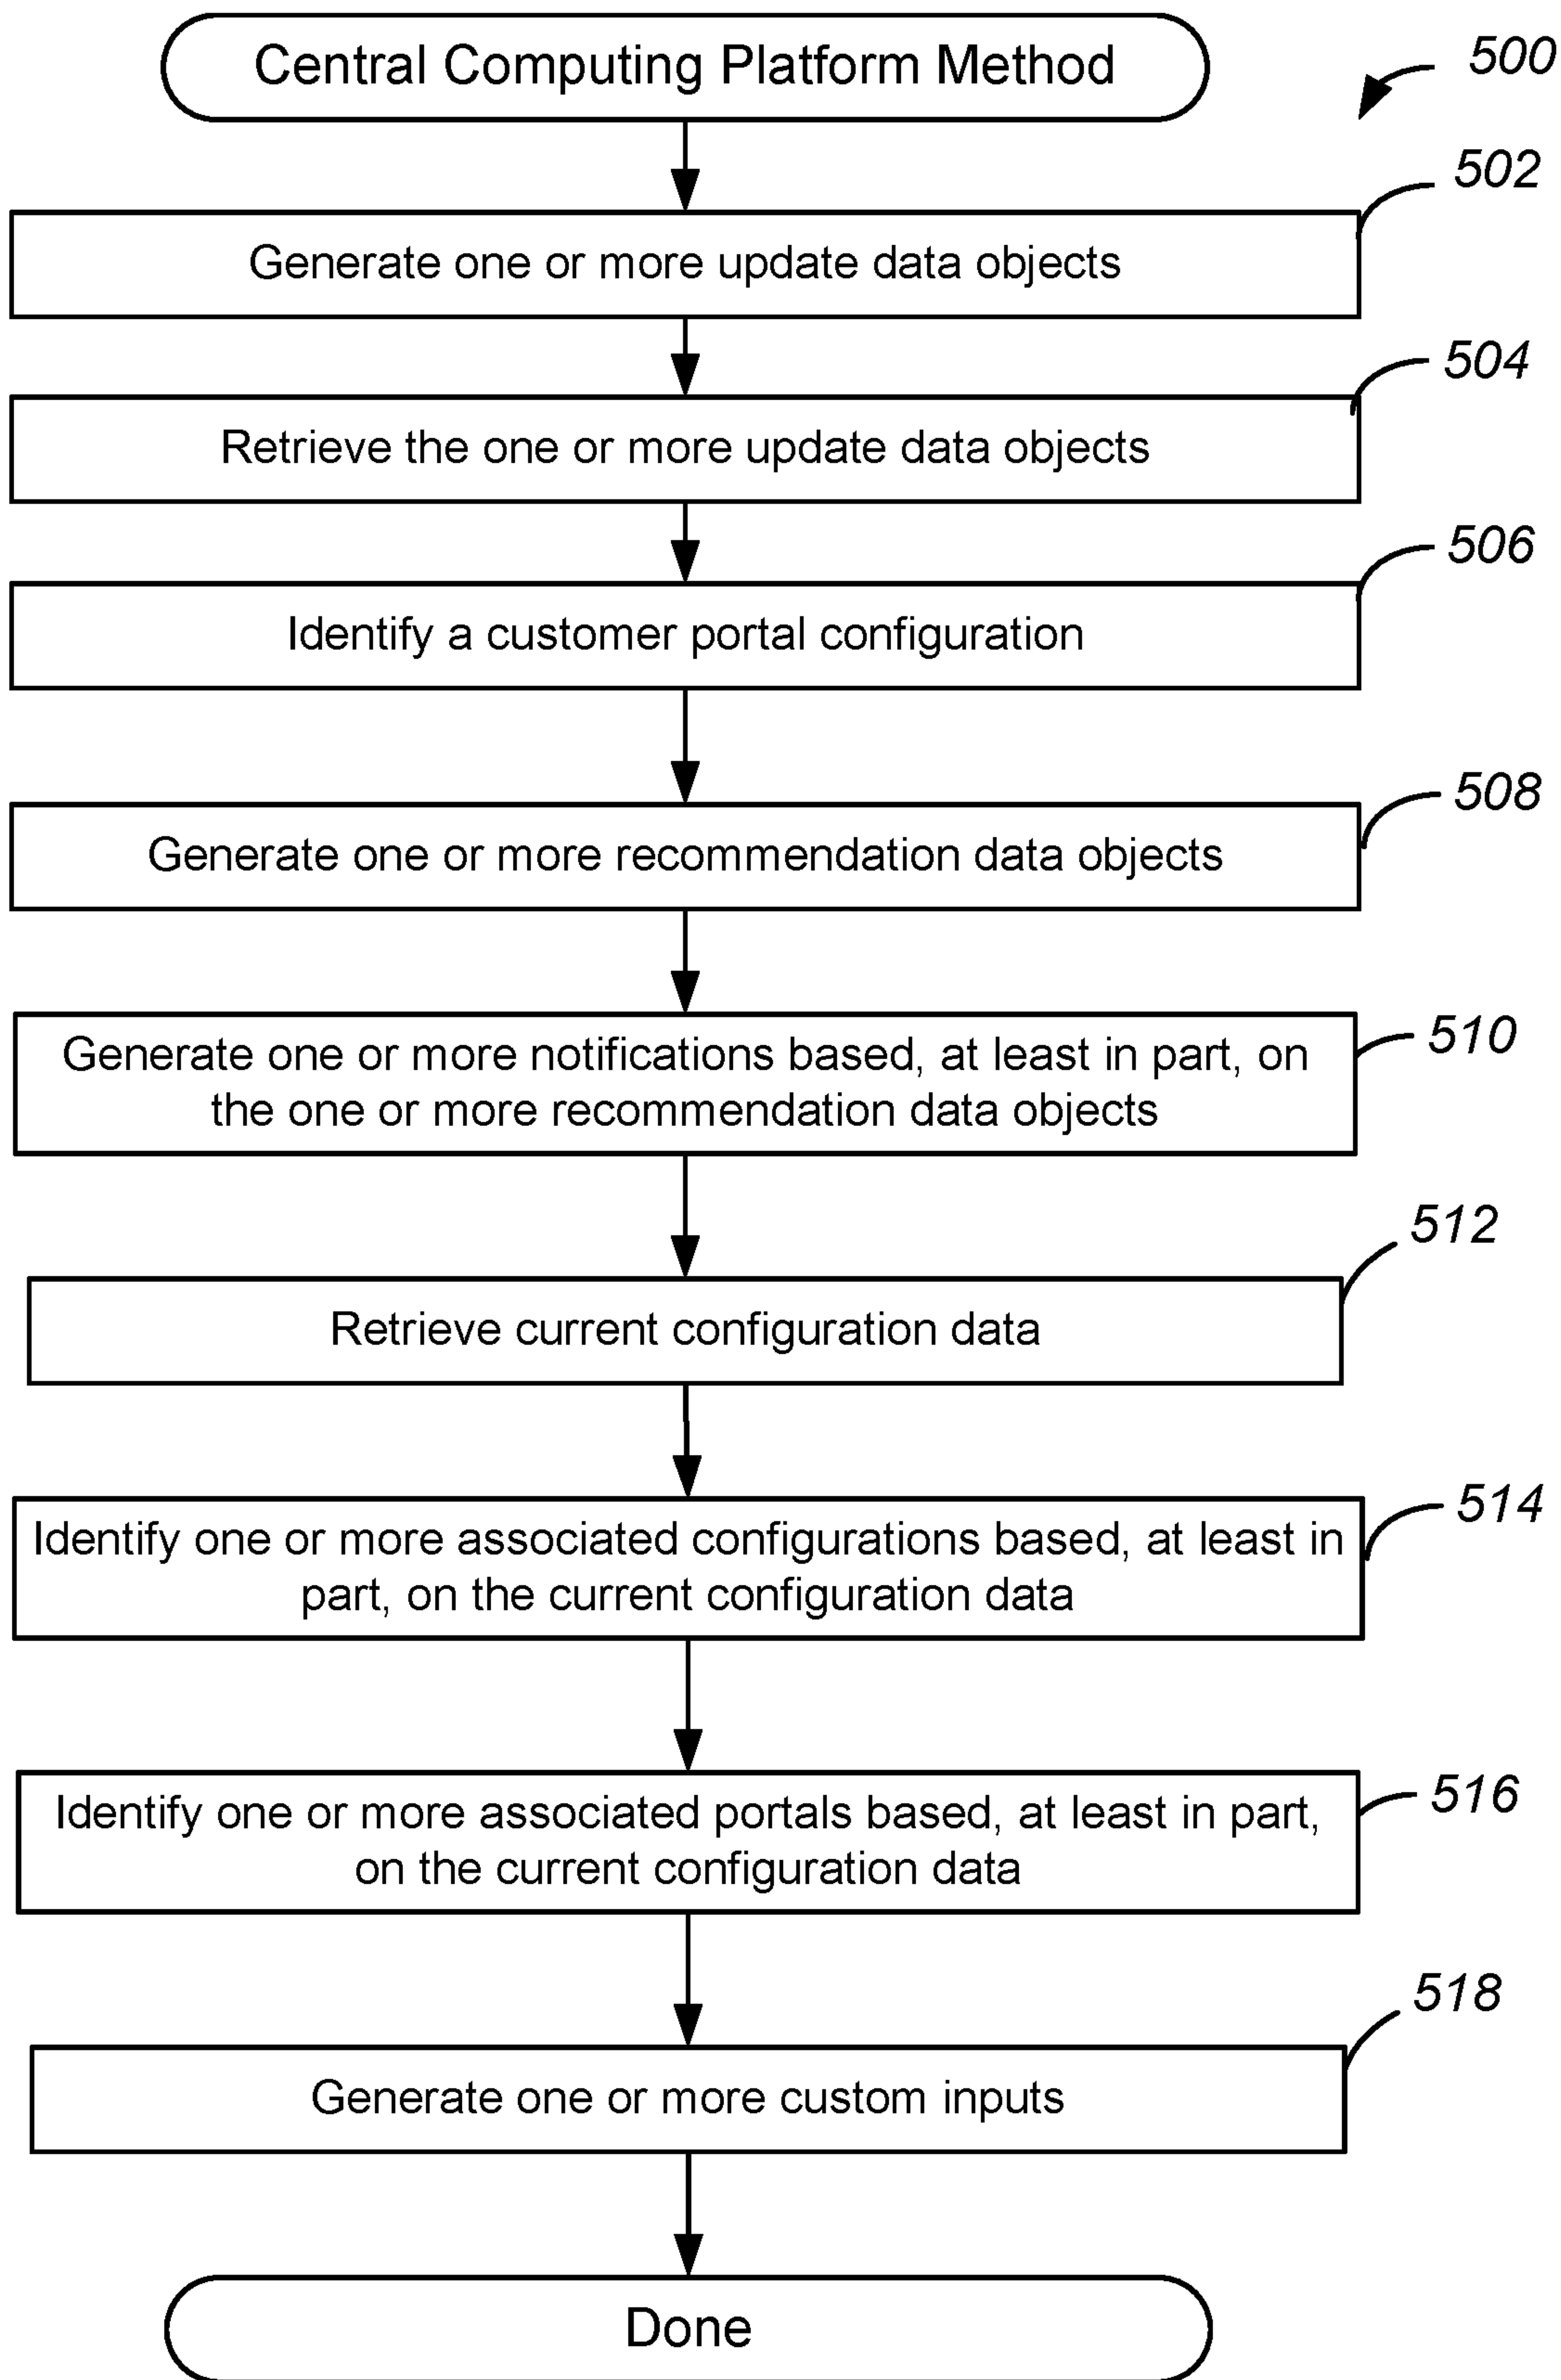 Central Computing Platform Method
500
502
Generate one or more update data objects
504
Retrieve the one or more update data objects
506
Identify a customer portal configuration
508
Generate one or more recommendation data objects
510
Generate one or more notifications based, at least in part, on
the one or more recommendation data objects
512
Retrieve current configuration data
514
Identify one or more associated configurations based, at least in
part, on the current configuration data
516
Identify one or more associated portals based, at least in part,
on the current configuration data
518
Generate one or more custom inputs
Done